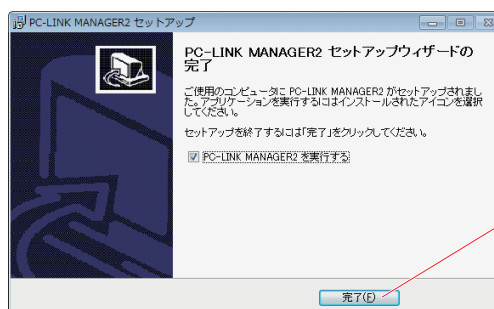 PC-LINK MANAGER2 セットアップ
PC-LINK MANAGER2 セットアップウィザードの
完了
ご使用のコンピュータに PC-LINK MANAGER2 がセットアップされまし
た。アプリケーションを実行するにはインストールされたアイコンを選択
してください。
セットアップを終了するには「完了」をクリックしてください。
PC-LINK MANAGER2 を実行する
完了(F)